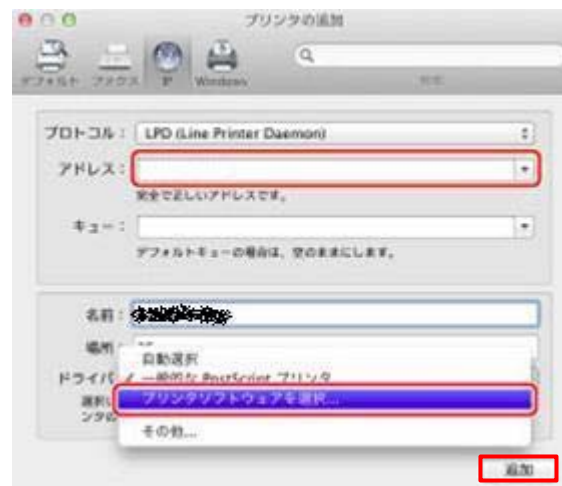 プリンタの追加
デフォルト ファクス IP Windows 検索
プロトコル： LPD (Line Printer Daemon)
アドレス：
完全で正しいアドレスです。
キュー：
デフォルトキューの場合は、空のままにします。
名前：
場所：
自動選択
ドライバ ✓ 一般的な PostScript プリンタ
プリンタソフトウェアを選択...
その他...
追加